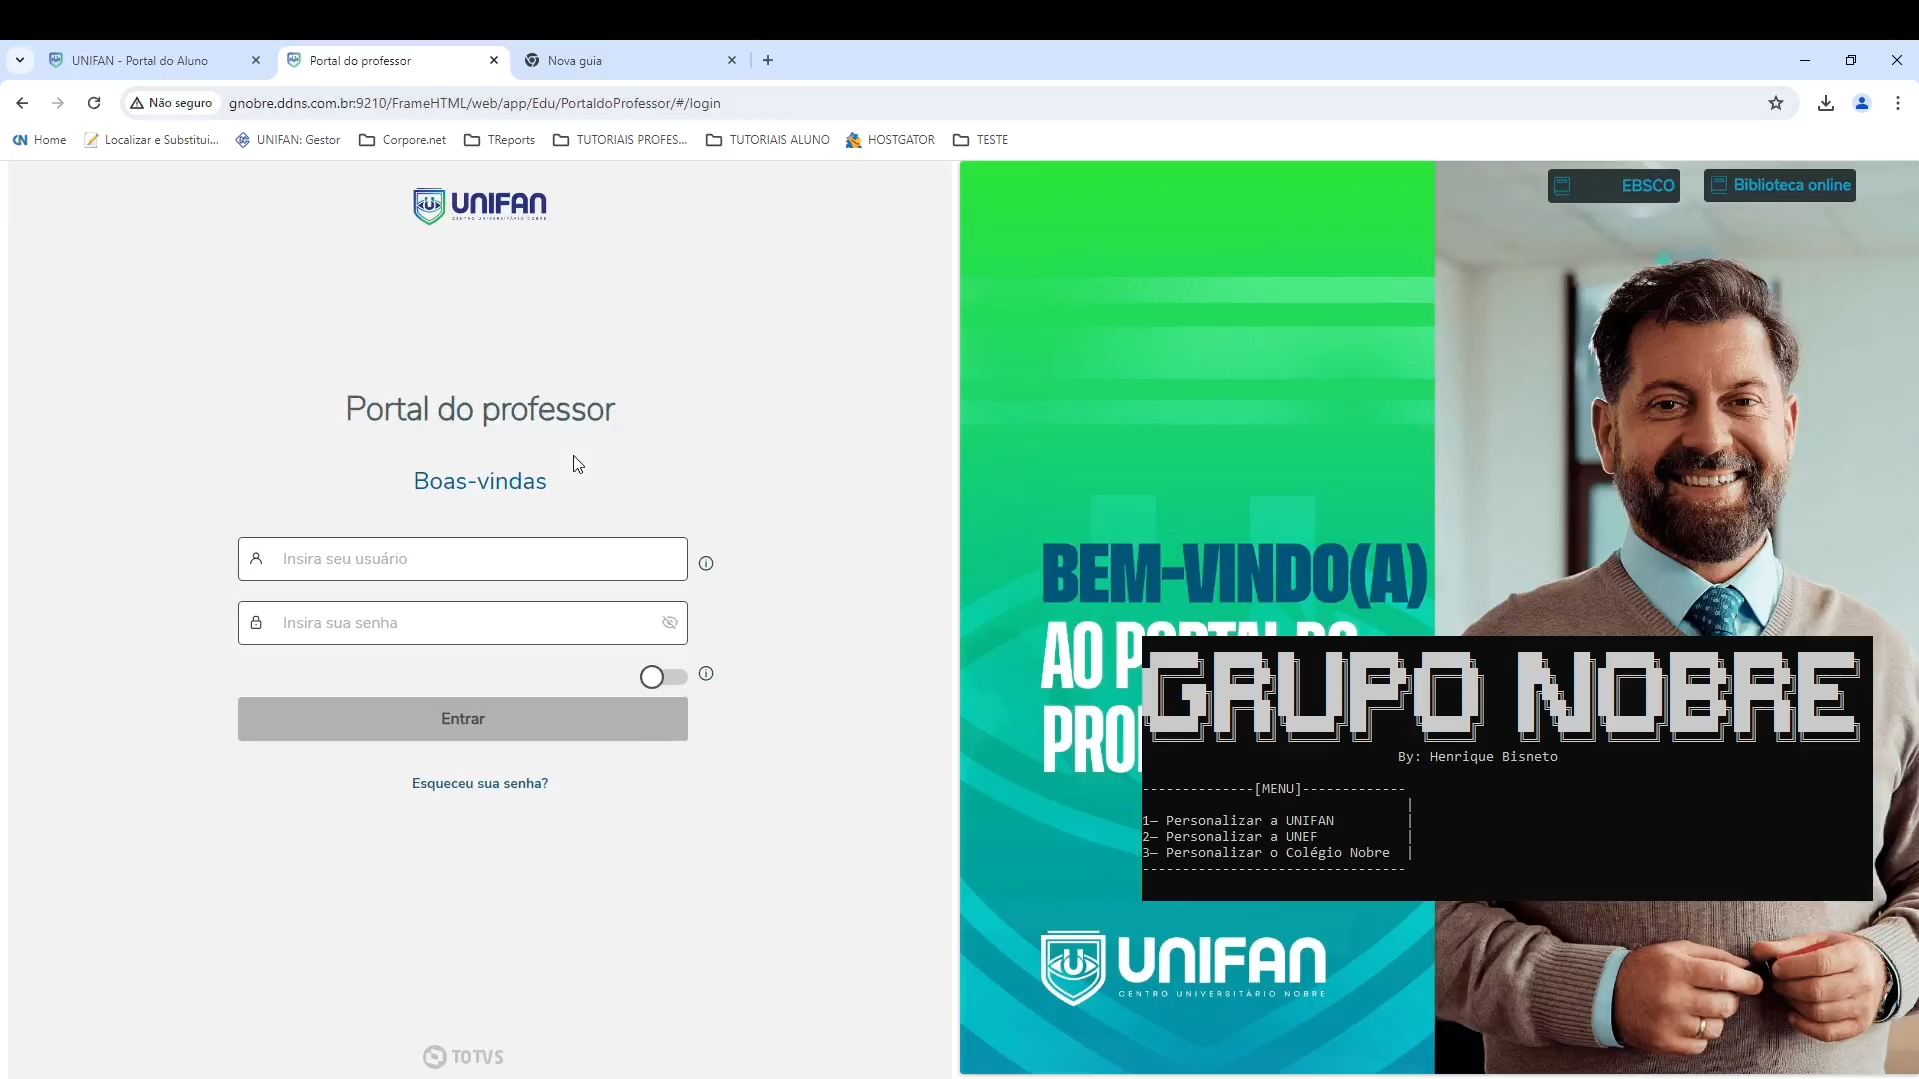 UNIFAN - Portal do Aluno
Portal do professor
Nova guia
Não seguro
gnobre.ddns.com.br:9210/FrameHTML/web/app/Edu/PortaldoProfessor/#/login
Home
Localizar e Substitui...
UNIFAN: Gestor
Corpore.net
TReports
TUTORIAIS PROFES...
TUTORIAIS ALUNO
HOSTGATOR
TESTE
UNIFAN
CENTRO UNIVERSITÁRIO NOBRE
Portal do professor
Boas-vindas
Insira seu usuário
Insira sua senha
Entrar
Esqueceu sua senha?
TOTVS
EBSCO
Biblioteca online
BEM-VINDO(A)
AO PORTAL DO
PRO
GRUPO NOBRE
By: Henrique Bisneto
--------------[MENU]-------------
1— Personalizar a UNIFAN |
2— Personalizar a UNEF |
3— Personalizar o Colégio Nobre |
---------------------------------
UNIFAN
CENTRO UNIVERSITÁRIO NOBRE